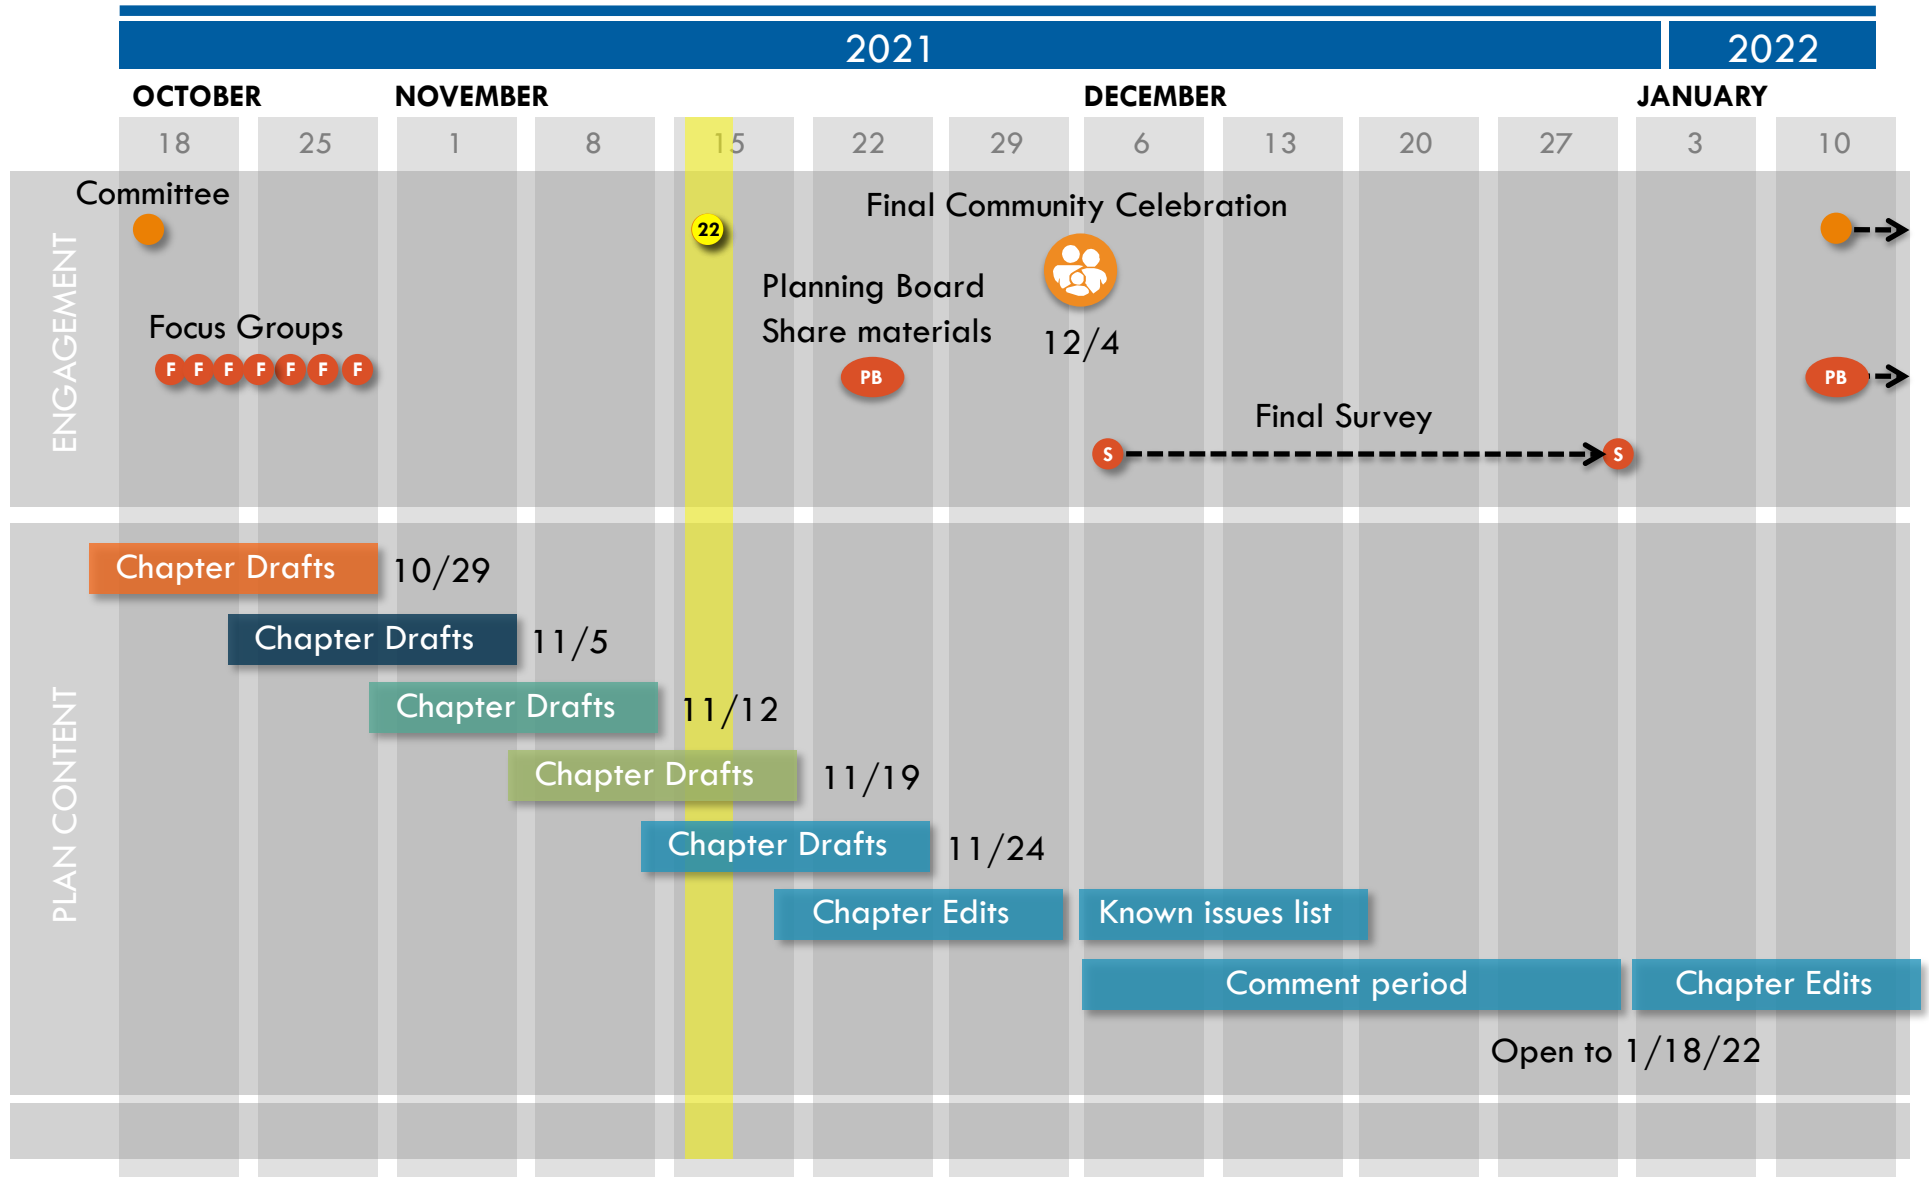 2021
2022
OCTOBER
NOVEMBER
DECEMBER
JANUARY
18
25
1
8
15
22
29
6
13
20
27
3
10
ENGAGEMENT
Committee
22
Final Community Celebration
12/4
Planning Board
Share materials
PB
PB
Focus Groups
F F F F F F F
Final Survey
S
S
PLAN CONTENT
Chapter Drafts
10/29
Chapter Drafts
11/5
Chapter Drafts
11/12
Chapter Drafts
11/19
Chapter Drafts
11/24
Chapter Edits
Known issues list
Comment period
Chapter Edits
Open to 1/18/22